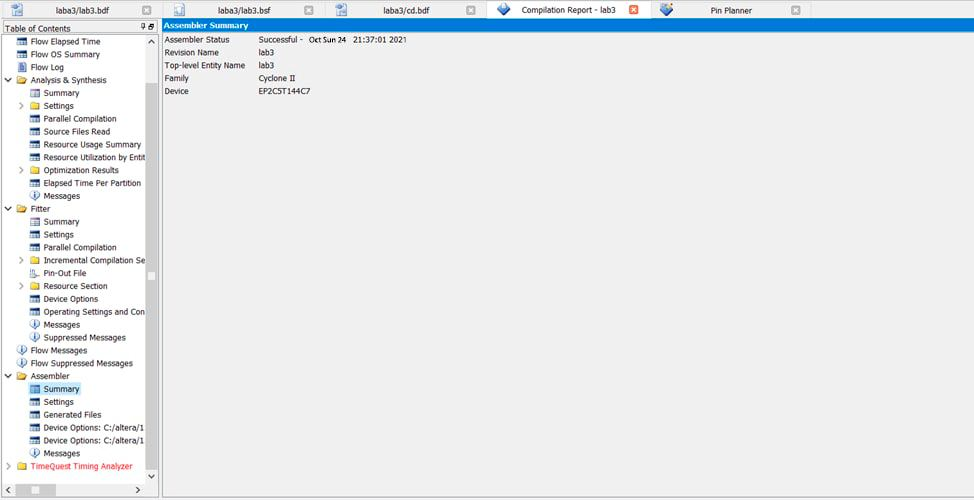 laba3/lab3.bdf
laba3/lab3.bsf
laba3/cd.bdf
Compilation Report - lab3
Pin Planner
Table of Contents
Flow Elapsed Time
Flow OS Summary
Flow Log
Analysis & Synthesis
Summary
Settings
Parallel Compilation
Source Files Read
Resource Usage Summary
Resource Utilization by Entit
Optimization Results
Elapsed Time Per Partition
Messages
Fitter
Summary
Settings
Parallel Compilation
Incremental Compilation Se
Pin-Out File
Resource Section
Device Options
Operating Settings and Con
Messages
Suppressed Messages
Flow Messages
Flow Suppressed Messages
Assembler
Summary
Settings
Generated Files
Device Options: C:/altera/1
Device Options: C:/altera/1
Messages
TimeQuest Timing Analyzer
Assembler Summary
Assembler Status Successful - Oct Sun 24 21:37:01 2021
Revision Name lab3
Top-level Entity Name lab3
Family Cyclone II
Device EP2C5T144C7